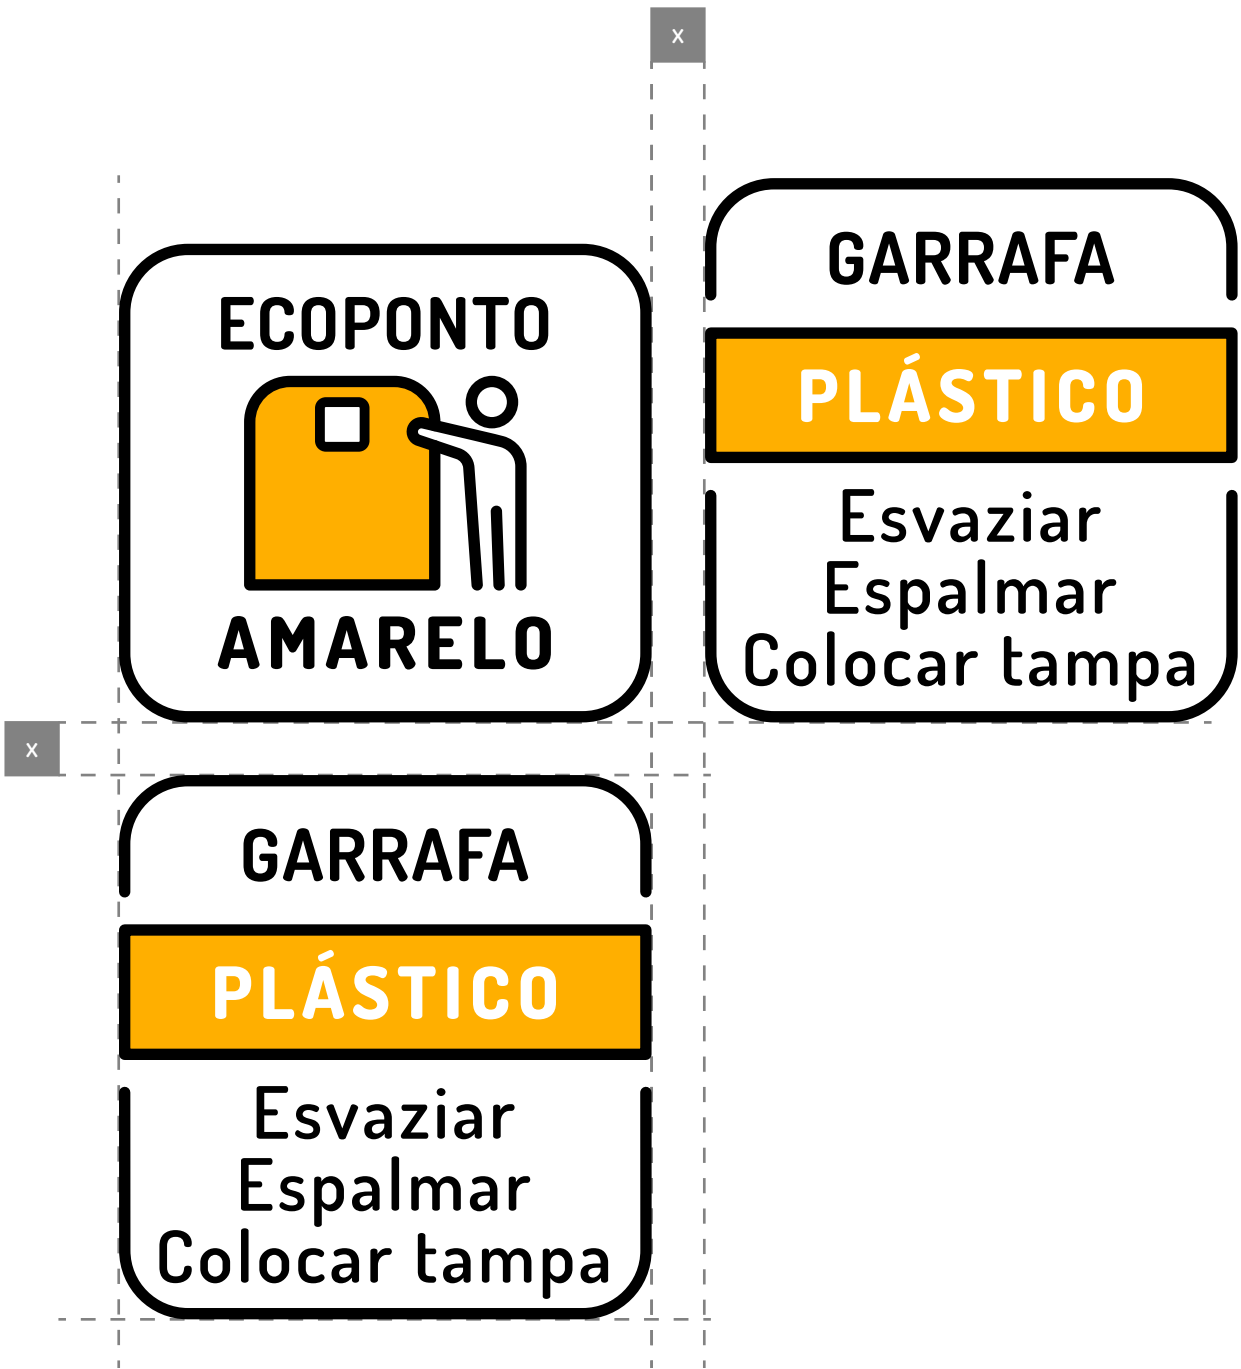 x
ECOPONTO
AMARELO
GARRAFA
PLÁSTICO
Esvaziar
Espalmar
Colocar tampa
x
GARRAFA
PLÁSTICO
Esvaziar
Espalmar
Colocar tampa